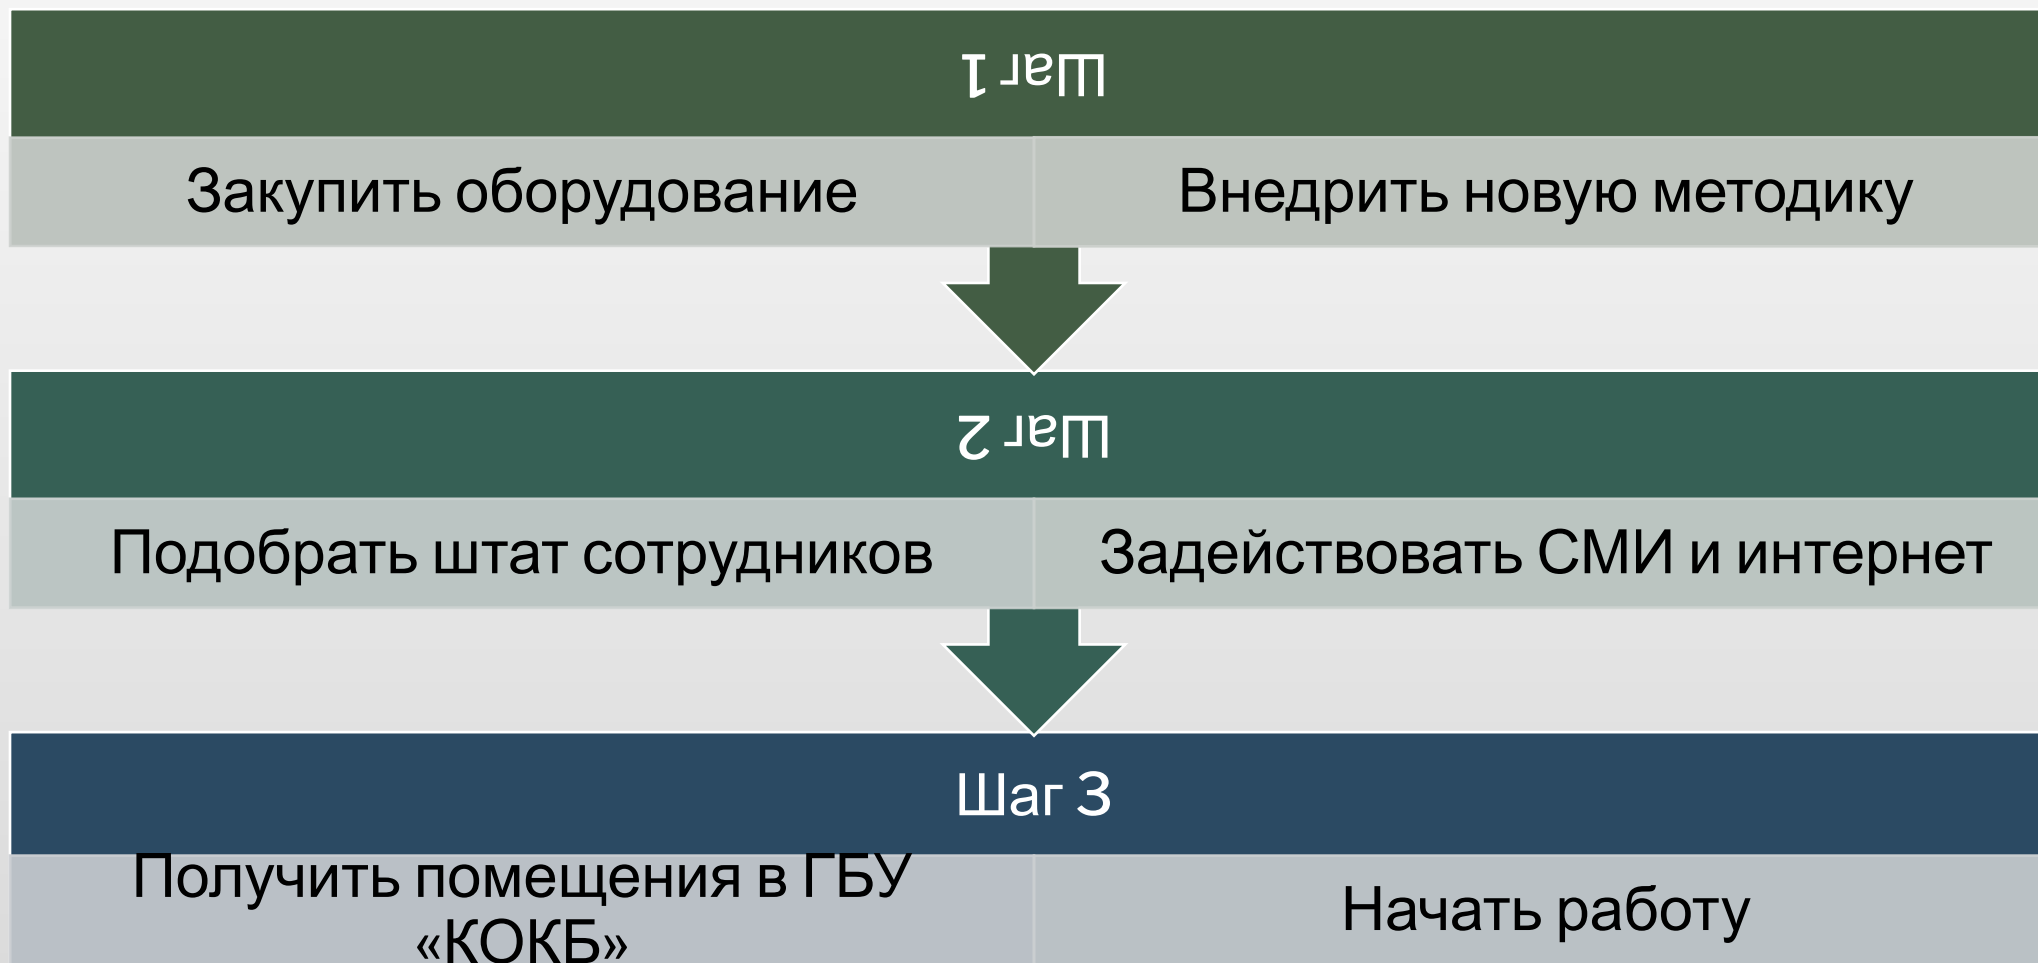 Шаг 1
Закупить оборудование
Внедрить новую методику
Шаг 2
Подобрать штат сотрудников
Задействовать СМИ и интернет
Шаг 3
Получить помещения в ГБУ
«КОКБ»
Начать работу